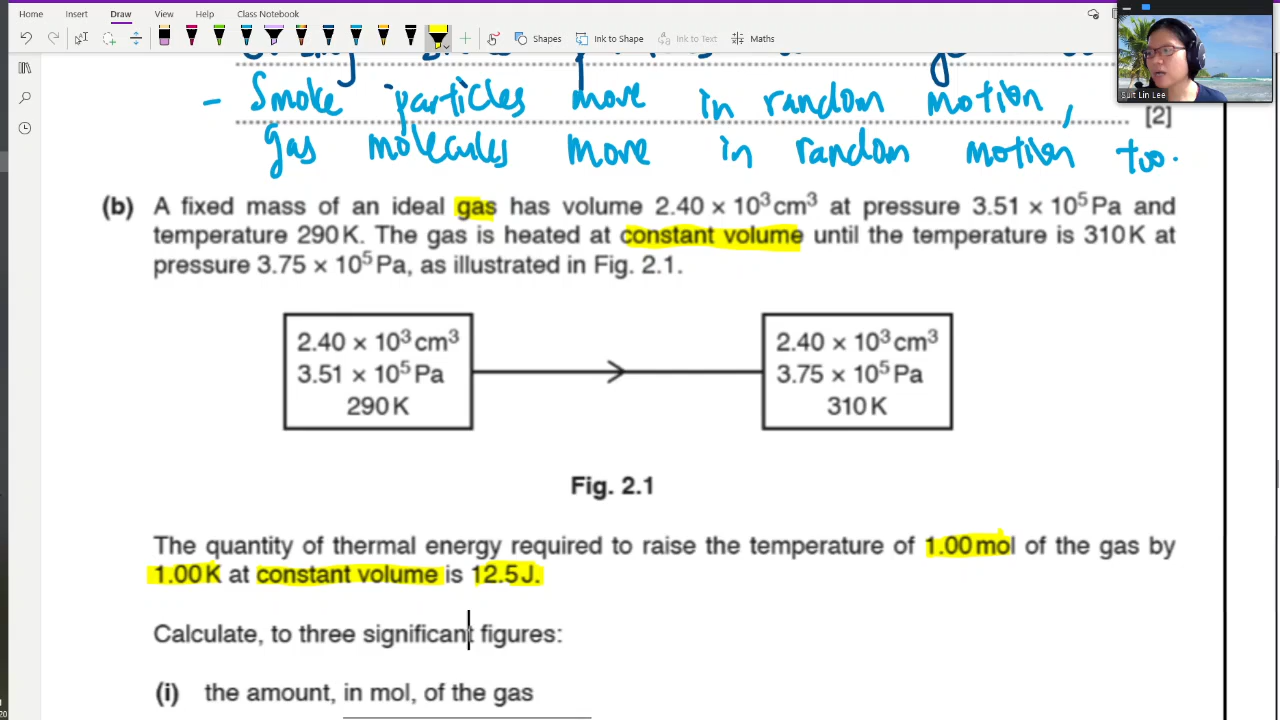 Home Insert Draw View Help Class Notebook
Shapes Ink to Shape Ink to Text Maths
- Smoke particles move in random motion,
[2]
Gas molecules move in random motion too.
(b) A fixed mass of an ideal gas has volume 2.40 × 10³ cm³ at pressure 3.51 × 10⁵ Pa and
temperature 290 K. The gas is heated at constant volume until the temperature is 310 K at
pressure 3.75 × 10⁵ Pa, as illustrated in Fig. 2.1.
2.40 × 10³ cm³
3.51 × 10⁵ Pa
290 K
2.40 × 10³ cm³
3.75 × 10⁵ Pa
310 K
Fig. 2.1
The quantity of thermal energy required to raise the temperature of 1.00 mol of the gas by
1.00 K at constant volume is 12.5 J.
Calculate, to three significant figures:
(i) the amount, in mol, of the gas
Suit Lin Lee